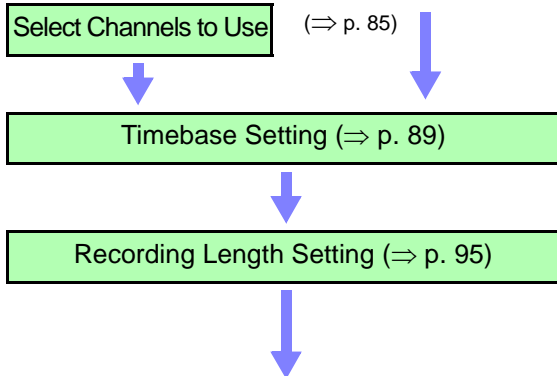 Select Channels to Use (⇒ p. 85)
Timebase Setting (⇒ p. 89)
Recording Length Setting (⇒ p. 95)